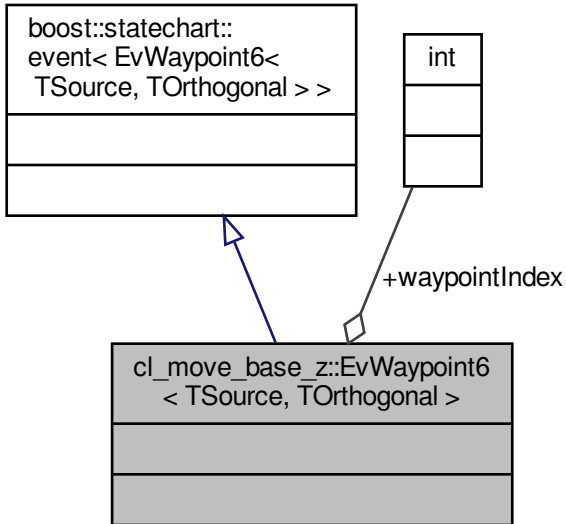 boost::statechart::
event< EvWaypoint6<
TSource, TOrthogonal > >
int
+waypointIndex
cl_move_base_z::EvWaypoint6
< TSource, TOrthogonal >